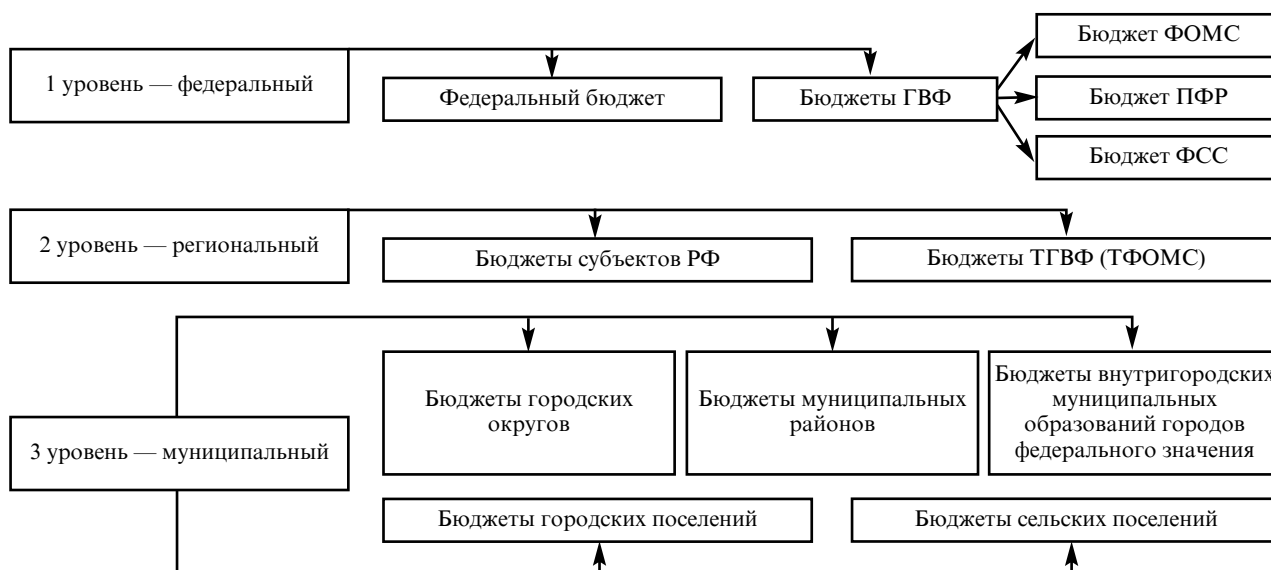 Бюджет ФОМС
1 уровень — федеральный
Федеральный бюджет
Бюджеты ГВФ
Бюджет ПФР
Бюджет ФСС
2 уровень — региональный
Бюджеты субъектов РФ
Бюджеты ТГВФ (ТФОМС)
3 уровень — муниципальный
Бюджеты городских
округов
Бюджеты муниципальных
районов
Бюджеты внутригородских
муниципальных
образований городов
федерального значения
Бюджеты городских поселений
Бюджеты сельских поселений